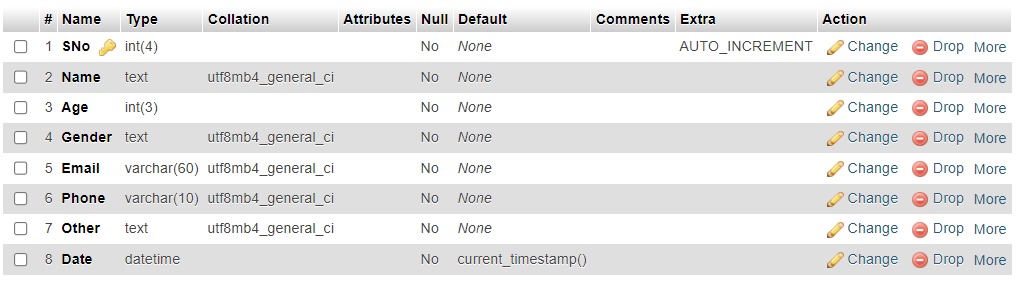 # Name Type Collation Attributes Null Default Comments Extra Action
1 SNo int(4) No None AUTO_INCREMENT Change Drop More
2 Name text utf8mb4_general_ci No None Change Drop More
3 Age int(3) No None Change Drop More
4 Gender text utf8mb4_general_ci No None Change Drop More
5 Email varchar(60) utf8mb4_general_ci No None Change Drop More
6 Phone varchar(10) utf8mb4_general_ci No None Change Drop More
7 Other text utf8mb4_general_ci No None Change Drop More
8 Date datetime No current_timestamp() Change Drop More